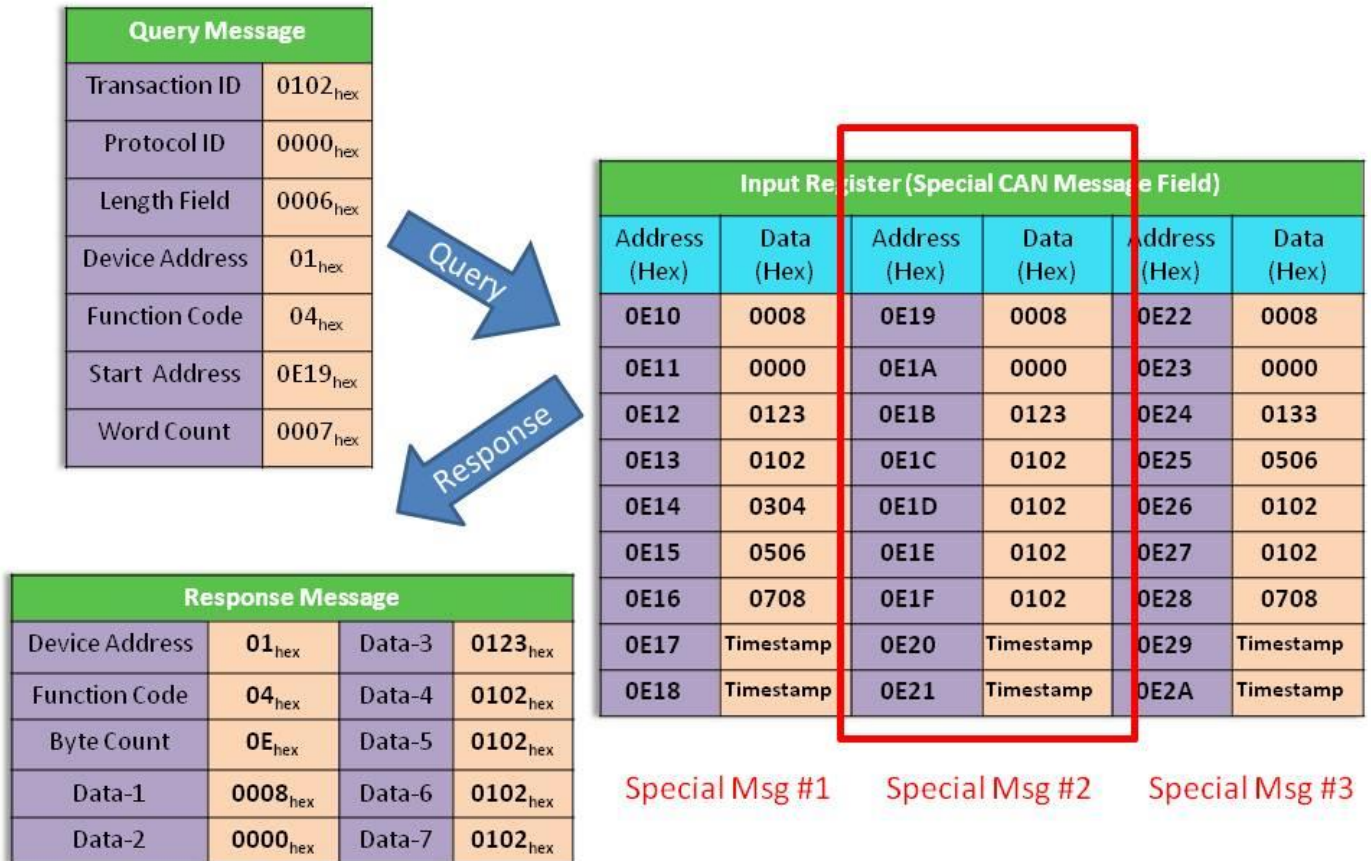 Query Message
Transaction ID 0102hex
Protocol ID 0000hex
Length Field 0006hex
Device Address 01hex
Function Code 04hex
Start Address 0E19hex
Word Count 0007hex
Query
Response
Input Register (Special CAN Message Field)
Address (Hex) Data (Hex) Address (Hex) Data (Hex) Address (Hex) Data (Hex)
0E10 0008 0E19 0008 0E22 0008
0E11 0000 0E1A 0000 0E23 0000
0E12 0123 0E1B 0123 0E24 0133
0E13 0102 0E1C 0102 0E25 0506
0E14 0304 0E1D 0102 0E26 0102
0E15 0506 0E1E 0102 0E27 0102
0E16 0708 0E1F 0102 0E28 0708
0E17 Timestamp 0E20 Timestamp 0E29 Timestamp
0E18 Timestamp 0E21 Timestamp 0E2A Timestamp
Special Msg #1 Special Msg #2 Special Msg #3
Response Message
Device Address 01hex Data-3 0123hex
Function Code 04hex Data-4 0102hex
Byte Count 0Ehex Data-5 0102hex
Data-1 0008hex Data-6 0102hex
Data-2 0000hex Data-7 0102hex